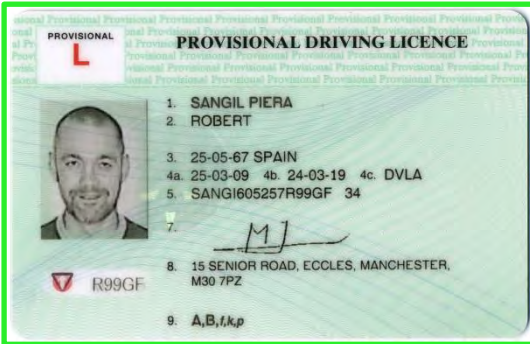 PROVISIONAL
L
PROVISIONAL DRIVING LICENCE
1. SANGIL PIERA
2. ROBERT
3. 25-05-67 SPAIN
4a. 25-03-09 4b. 24-03-19 4c. DVLA
5. SANGI605257R99GF 34
7.
8. 15 SENIOR ROAD, ECCLES, MANCHESTER,
M30 7PZ
R99GF
9. A,B,f,k,p